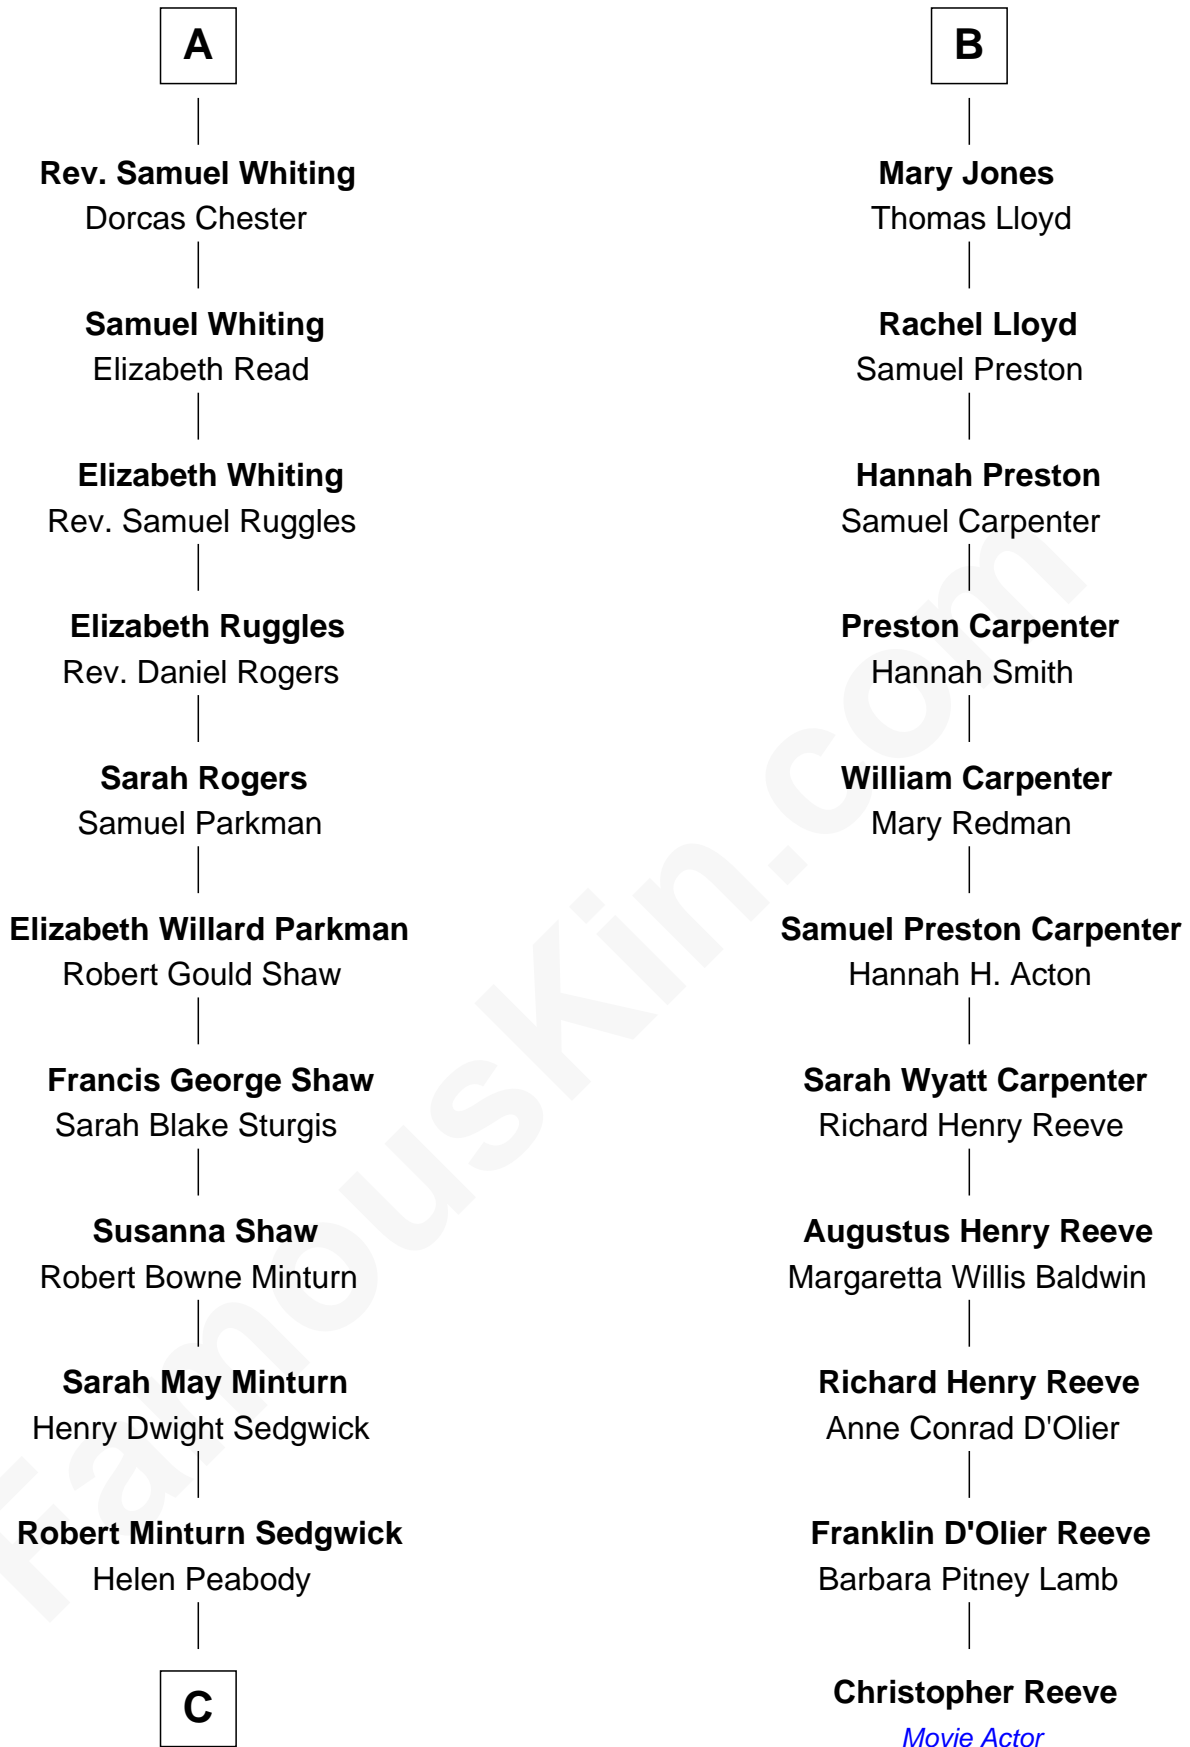 A
Rev. Samuel Whiting
Dorcas Chester
Samuel Whiting
Elizabeth Read
Elizabeth Whiting
Rev. Samuel Ruggles
Elizabeth Ruggles
Rev. Daniel Rogers
Sarah Rogers
Samuel Parkman
Elizabeth Willard Parkman
Robert Gould Shaw
Francis George Shaw
Sarah Blake Sturgis
Susanna Shaw
Robert Bowne Minturn
Sarah May Minturn
Henry Dwight Sedgwick
Robert Minturn Sedgwick
Helen Peabody
C
B
Mary Jones
Thomas Lloyd
Rachel Lloyd
Samuel Preston
Hannah Preston
Samuel Carpenter
Preston Carpenter
Hannah Smith
William Carpenter
Mary Redman
Samuel Preston Carpenter
Hannah H. Acton
Sarah Wyatt Carpenter
Richard Henry Reeve
Augustus Henry Reeve
Margaretta Willis Baldwin
Richard Henry Reeve
Anne Conrad D'Olier
Franklin D'Olier Reeve
Barbara Pitney Lamb
Christopher Reeve
Movie Actor
FamousKin.com